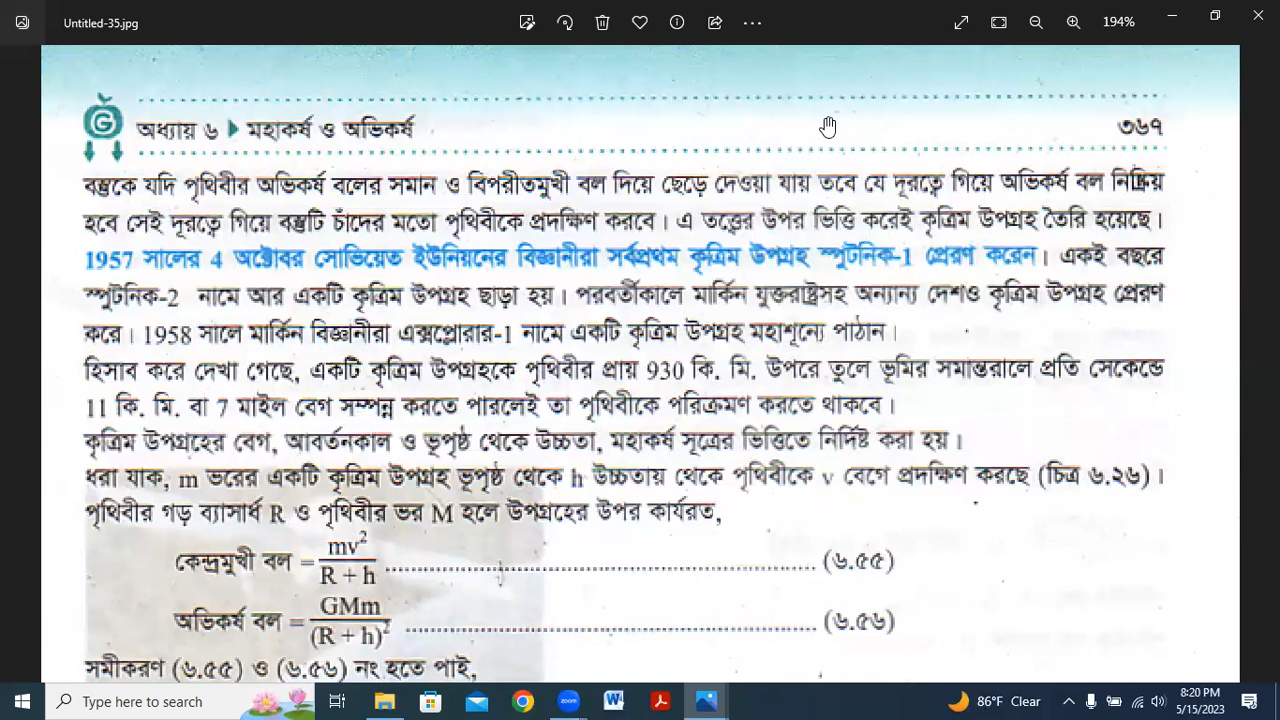 Untitled-35.jpg
194%
অধ্যায় ৬ ▶ মহাকর্ষ ও অভিকর্ষ
৩৬৭
বস্তুকে যদি পৃথিবীর অভিকর্ষ বলের সমান ও বিপরীতমুখী বল দিয়ে ছেড়ে দেওয়া যায় তবে যে দূরত্বে গিয়ে অভিকর্ষ বল নিষ্ক্রিয়
হবে সেই দূরত্বে গিয়ে বস্তুটি চাঁদের মতো পৃথিবীকে প্রদক্ষিণ করবে। এ তত্ত্বের উপর ভিত্তি করেই কৃত্রিম উপগ্রহ তৈরি হয়েছে।
1957 সালের 4 অক্টোবর সোভিয়েত ইউনিয়নের বিজ্ঞানীরা সর্বপ্রথম কৃত্রিম উপগ্রহ স্পুটনিক-1 প্রেরণ করেন। একই বছরে
স্পুটনিক-2 নামে আর একটি কৃত্রিম উপগ্রহ ছাড়া হয়। পরবর্তীকালে মার্কিন যুক্তরাষ্ট্রসহ অন্যান্য দেশও কৃত্রিম উপগ্রহ প্রেরণ
করে। 1958 সালে মার্কিন বিজ্ঞানীরা এক্সপ্লোরার-1 নামে একটি কৃত্রিম উপগ্রহ মহাশূন্যে পাঠান।
হিসাব করে দেখা গেছে, একটি কৃত্রিম উপগ্রহকে পৃথিবীর প্রায় 930 কি. মি. উপরে তুলে ভূমির সমান্তরালে প্রতি সেকেন্ডে
11 কি. মি. বা 7 মাইল বেগ সম্পন্ন করতে পারলেই তা পৃথিবীকে পরিক্রমণ করতে থাকবে।
কৃত্রিম উপগ্রহের বেগ, আবর্তনকাল ও ভূপৃষ্ঠ থেকে উচ্চতা, মহাকর্ষ সূত্রের ভিত্তিতে নির্দিষ্ট করা হয়।
ধরা যাক, m ভরের একটি কৃত্রিম উপগ্রহ ভূপৃষ্ঠ থেকে h উচ্চতায় থেকে পৃথিবীকে v বেগে প্রদক্ষিণ করছে (চিত্র ৬.২৬)।
পৃথিবীর গড় ব্যাসার্ধ R ও পৃথিবীর ভর M হলে উপগ্রহের উপর কার্যরত,
কেন্দ্রমুখী বল = mv²/(R + h) ........ (৬.৫৫)
অভিকর্ষ বল = GMm/(R + h)² ........ (৬.৫৬)
সমীকরণ (৬.৫৫) ও (৬.৫৬) নং হতে পাই,
Type here to search
86°F Clear
8:20 PM
5/15/2023